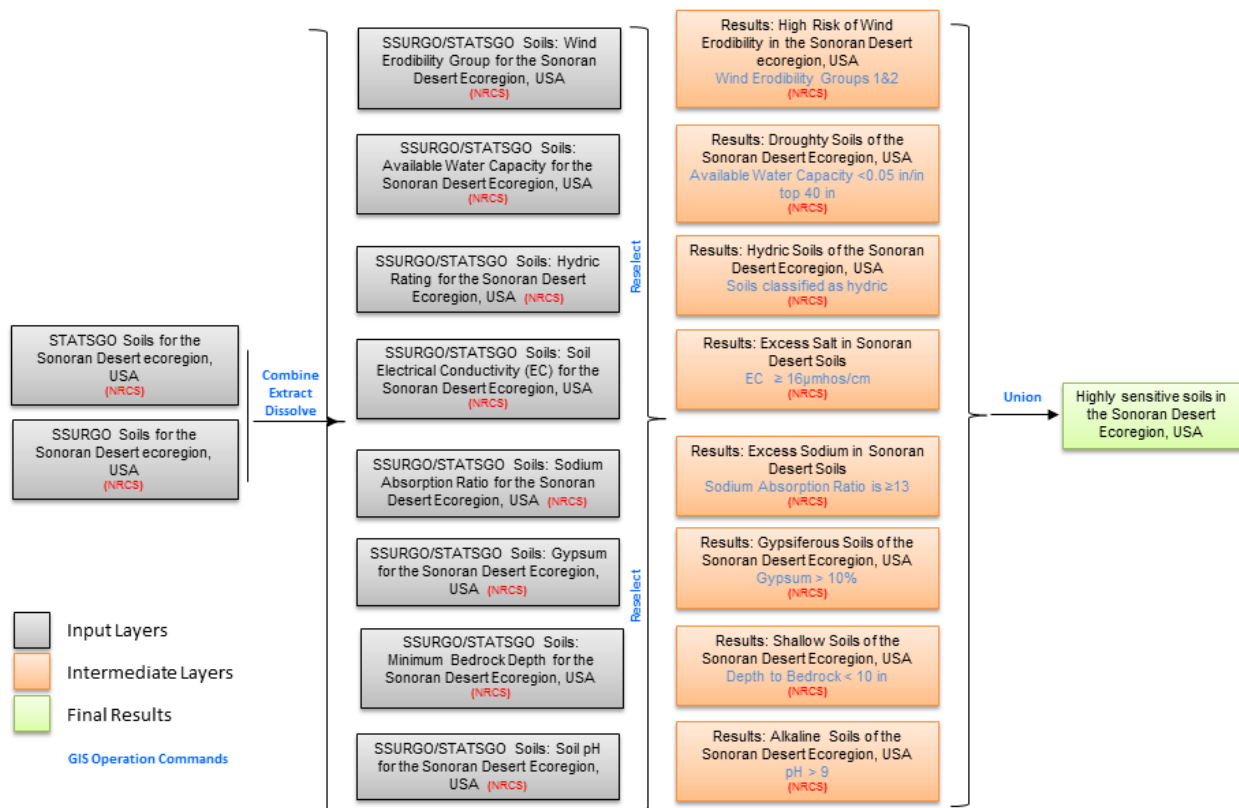 STATSGO Soils for the
Sonoran Desert ecoregion,
USA
(NRCS)
SSURGO Soils for the
Sonoran Desert ecoregion,
USA
(NRCS)
Combine
Extract
Dissolve
SSURGO/STATSGO Soils: Wind
Erodibility Group for the Sonoran
Desert Ecoregion, USA
(NRCS)
SSURGO/STATSGO Soils:
Available Water Capacity for the
Sonoran Desert Ecoregion, USA
(NRCS)
SSURGO/STATSGO Soils: Hydric
Rating for the Sonoran Desert
Ecoregion, USA (NRCS)
SSURGO/STATSGO Soils: Soil
Electrical Conductivity (EC) for the
Sonoran Desert Ecoregion, USA
(NRCS)
SSURGO/STATSGO Soils: Sodium
Absorption Ratio for the Sonoran
Desert Ecoregion, USA (NRCS)
SSURGO/STATSGO Soils: Gypsum
for the Sonoran Desert Ecoregion,
USA (NRCS)
SSURGO/STATSGO Soils:
Minimum Bedrock Depth for the
Sonoran Desert Ecoregion, USA
(NRCS)
SSURGO/STATSGO Soils: Soil pH
for the Sonoran Desert Ecoregion,
USA (NRCS)
Reselect
Reselect
Results: High Risk of Wind
Erodibility in the Sonoran Desert
ecoregion, USA
Wind Erodibility Groups 1&2
(NRCS)
Results: Droughty Soils of the
Sonoran Desert Ecoregion, USA
Available Water Capacity <0.05 in/in
top 40 in
(NRCS)
Results: Hydric Soils of the Sonoran
Desert Ecoregion, USA
Soils classified as hydric
(NRCS)
Results: Excess Salt in Sonoran
Desert Soils
EC ≥ 16µmhos/cm
(NRCS)
Results: Excess Sodium in Sonoran
Desert Soils
Sodium Absorption Ratio is ≥13
(NRCS)
Results: Gypsiferous Soils of the
Sonoran Desert Ecoregion, USA
Gypsum > 10%
(NRCS)
Results: Shallow Soils of the
Sonoran Desert Ecoregion, USA
Depth to Bedrock < 10 in
(NRCS)
Results: Alkaline Soils of the
Sonoran Desert Ecoregion, USA
pH > 9
(NRCS)
Union
Highly sensitive soils in
the Sonoran Desert
Ecoregion, USA
Input Layers
Intermediate Layers
Final Results
GIS Operation Commands